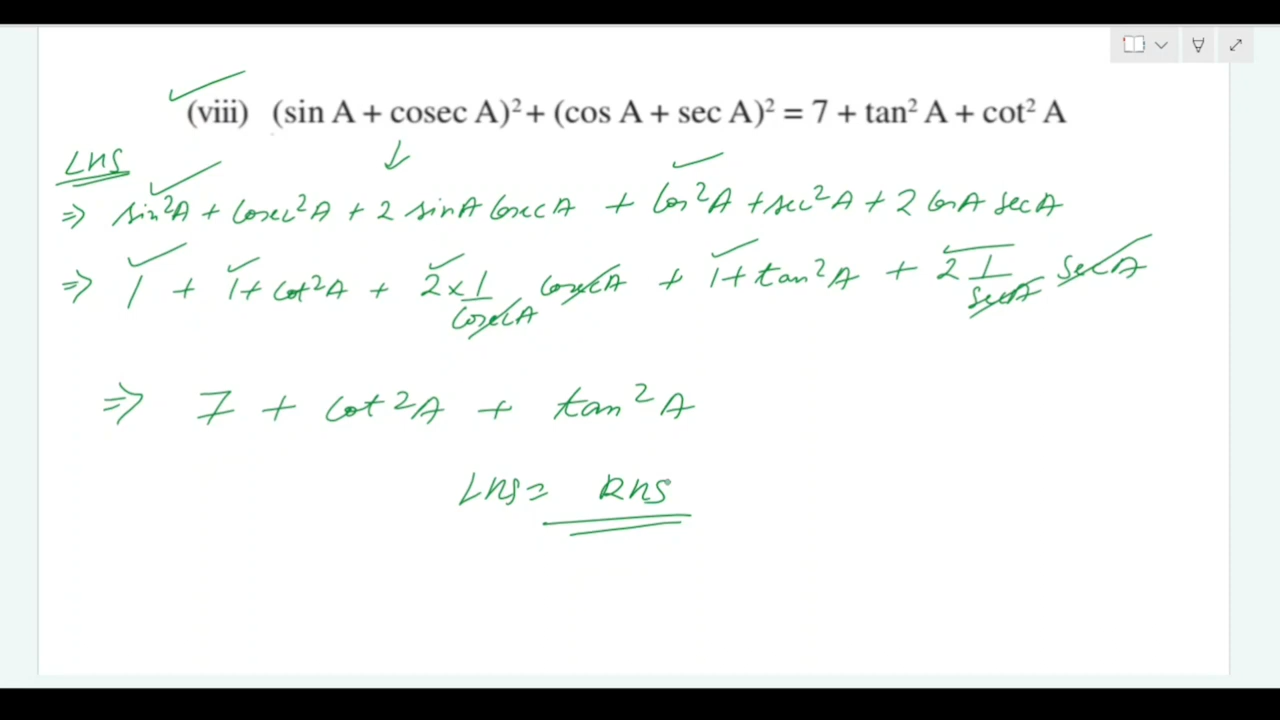 (viii) (sin A + cosec A)² + (cos A + sec A)² = 7 + tan² A + cot² A
LHS
⇒ sin²A + cosec²A + 2 sinA cosecA + cos²A + sec²A + 2 cosA secA
⇒ 1 + 1 + cot²A + 2 × 1/cosecA cosecA + 1 + tan²A + 2 1/secA secA
⇒ 7 + cot²A + tan²A
LHS = RHS